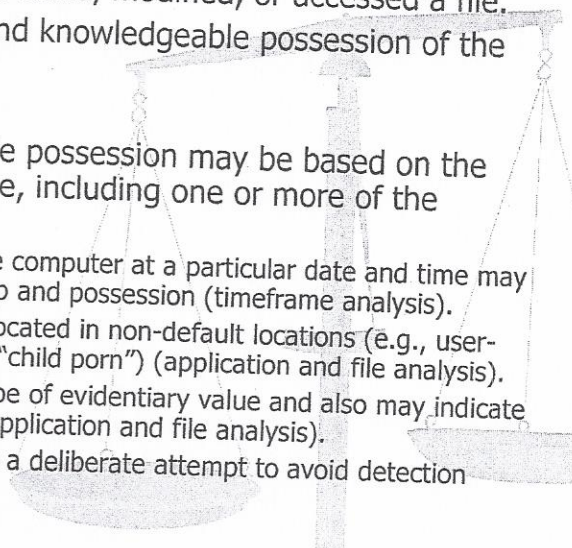 or accessed a file.
nd knowledgeable possession of the
e possession may be based on the
e, including one or more of the
e computer at a particular date and time may
p and possession (timeframe analysis).
ocated in non-default locations (e.g., user-
"child porn") (application and file analysis).
be of evidentiary value and also may indicate
pplication and file analysis).
a deliberate attempt to avoid detection